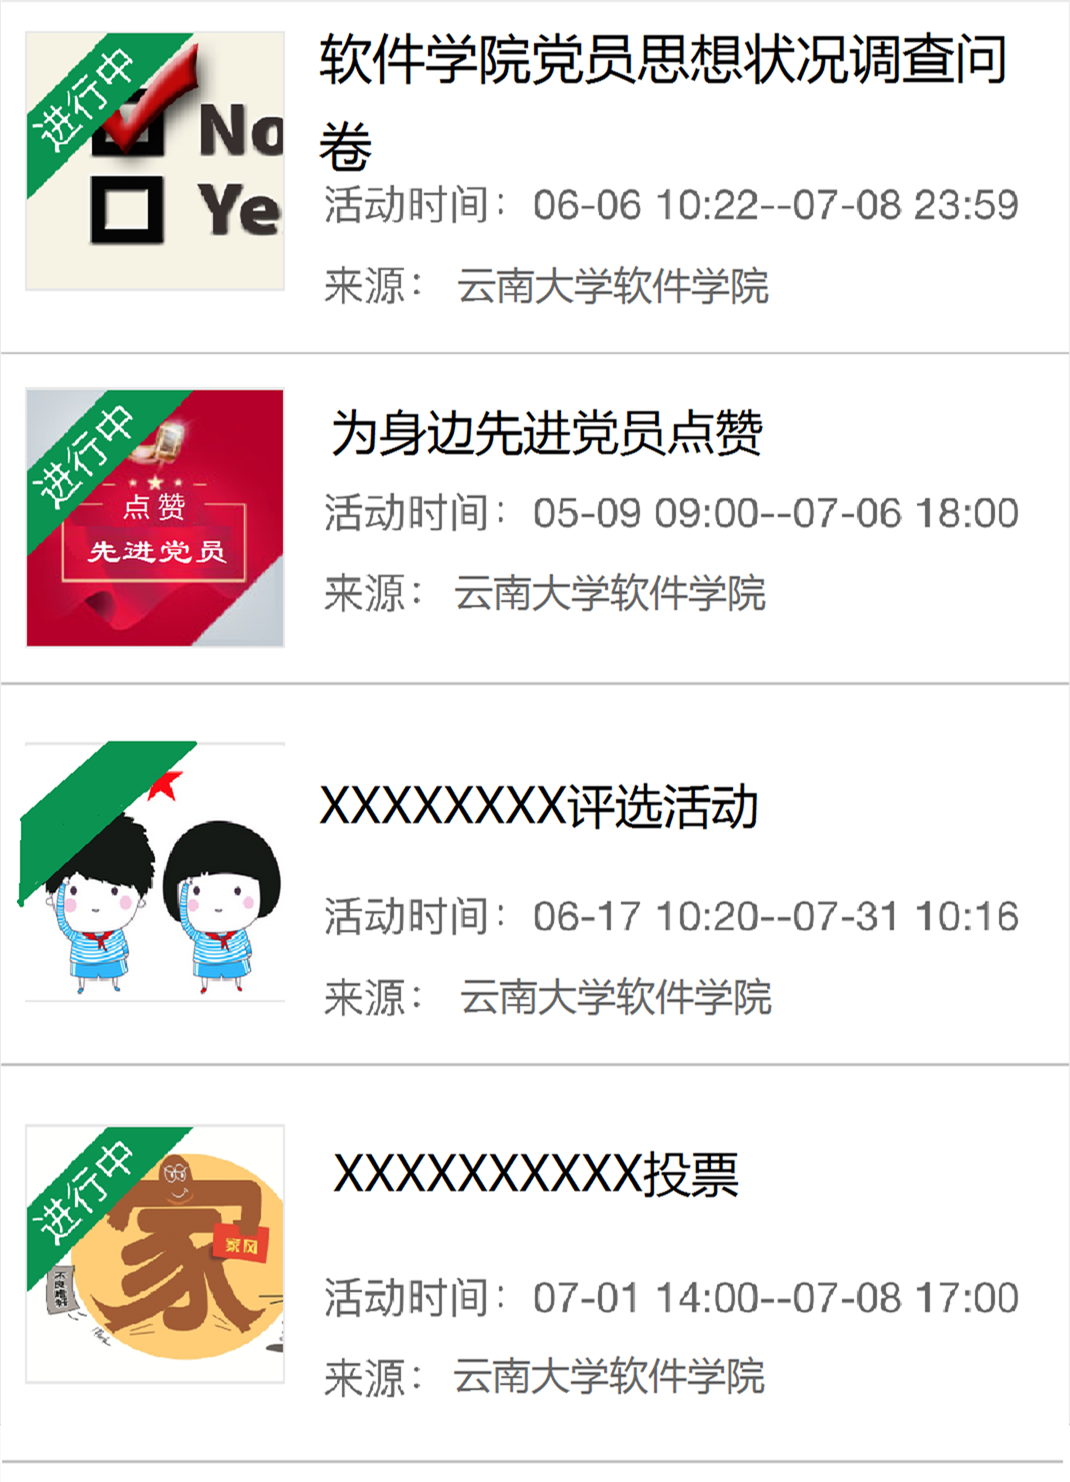 进行中
No
Ye
软件学院党员思想状况调查问
卷
活动时间：06-06 10:22--07-08 23:59
来源： 云南大学软件学院
进行中
点赞
先进党员
为身边先进党员点赞
活动时间：05-09 09:00--07-06 18:00
来源： 云南大学软件学院
XXXXXXXX评选活动
活动时间：06-17 10:20--07-31 10:16
来源： 云南大学软件学院
进行中
家
家风
XXXXXXXXXX投票
活动时间：07-01 14:00--07-08 17:00
来源： 云南大学软件学院